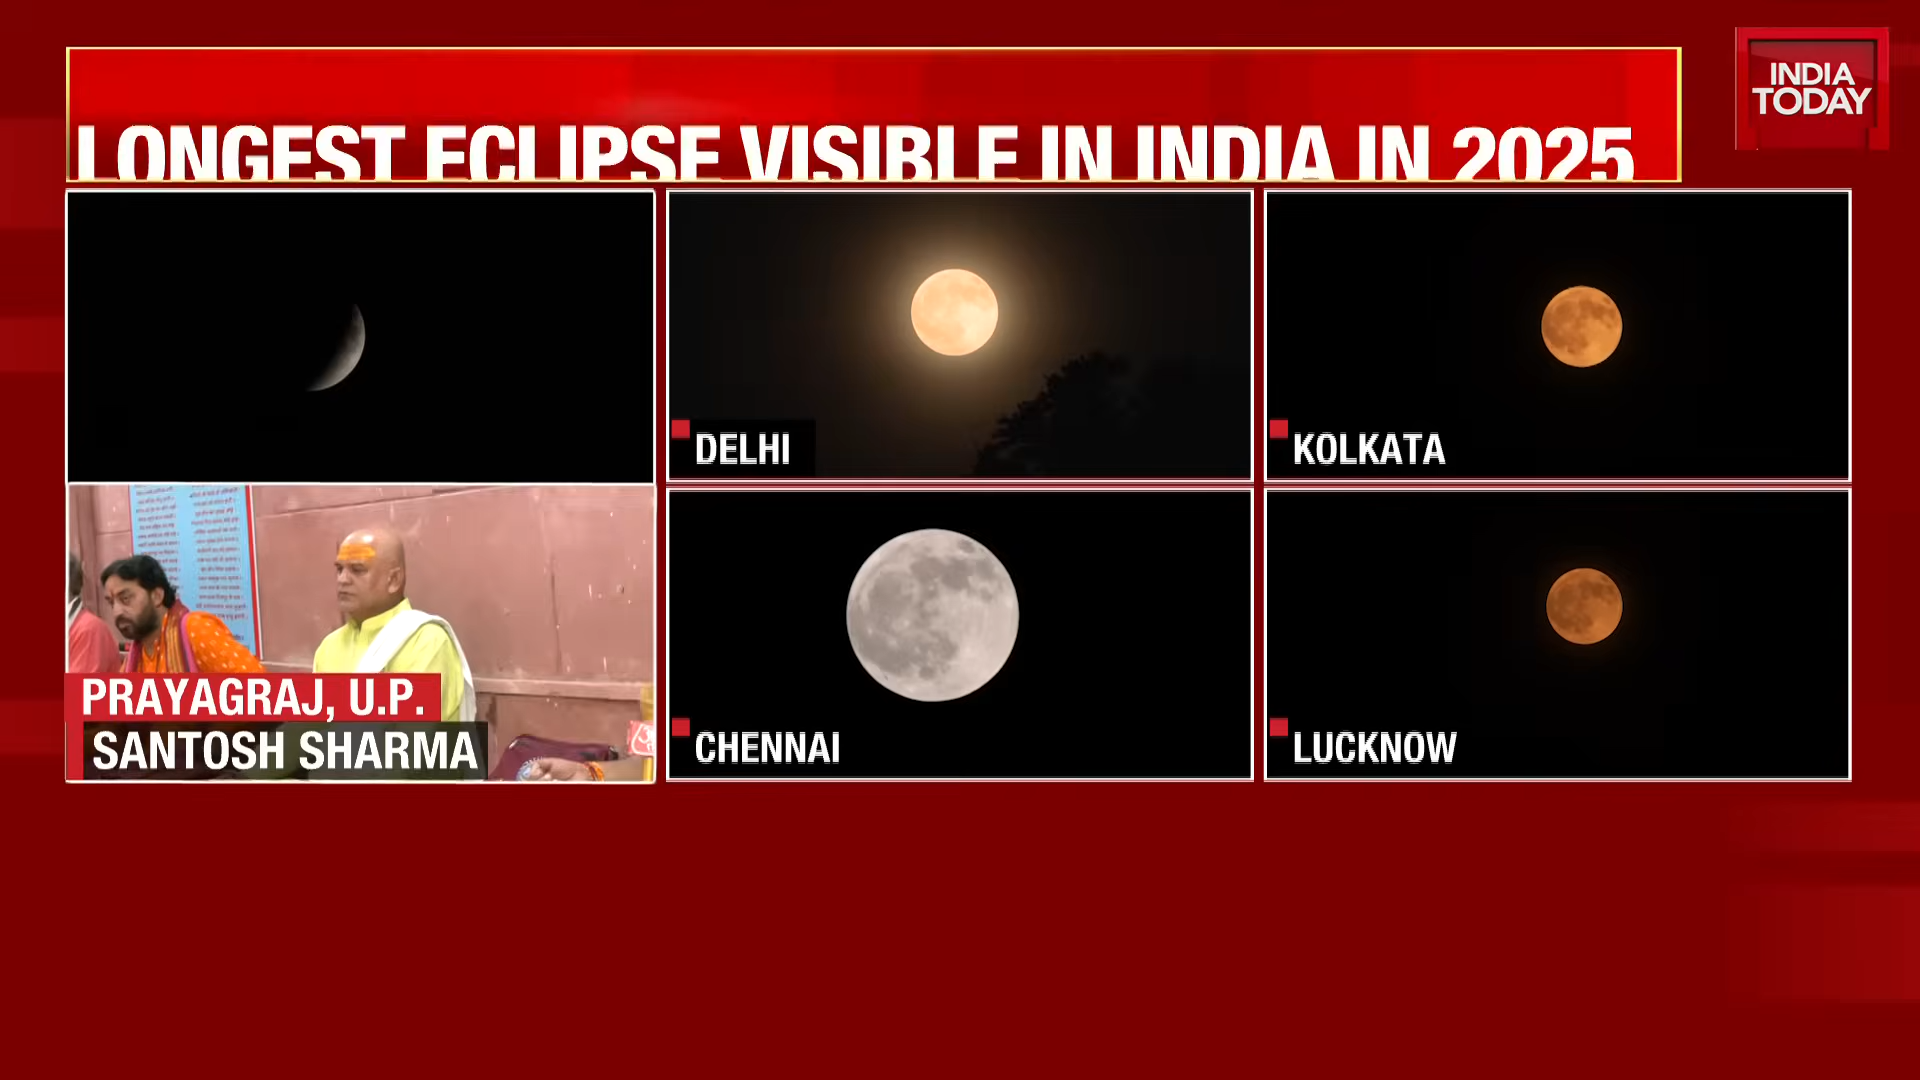 LONGEST ECLIPSE VISIBLE IN INDIA IN 2025
INDIA
TODAY
DELHI
KOLKATA
PRAYAGRAJ, U.P.
SANTOSH SHARMA
CHENNAI
LUCKNOW